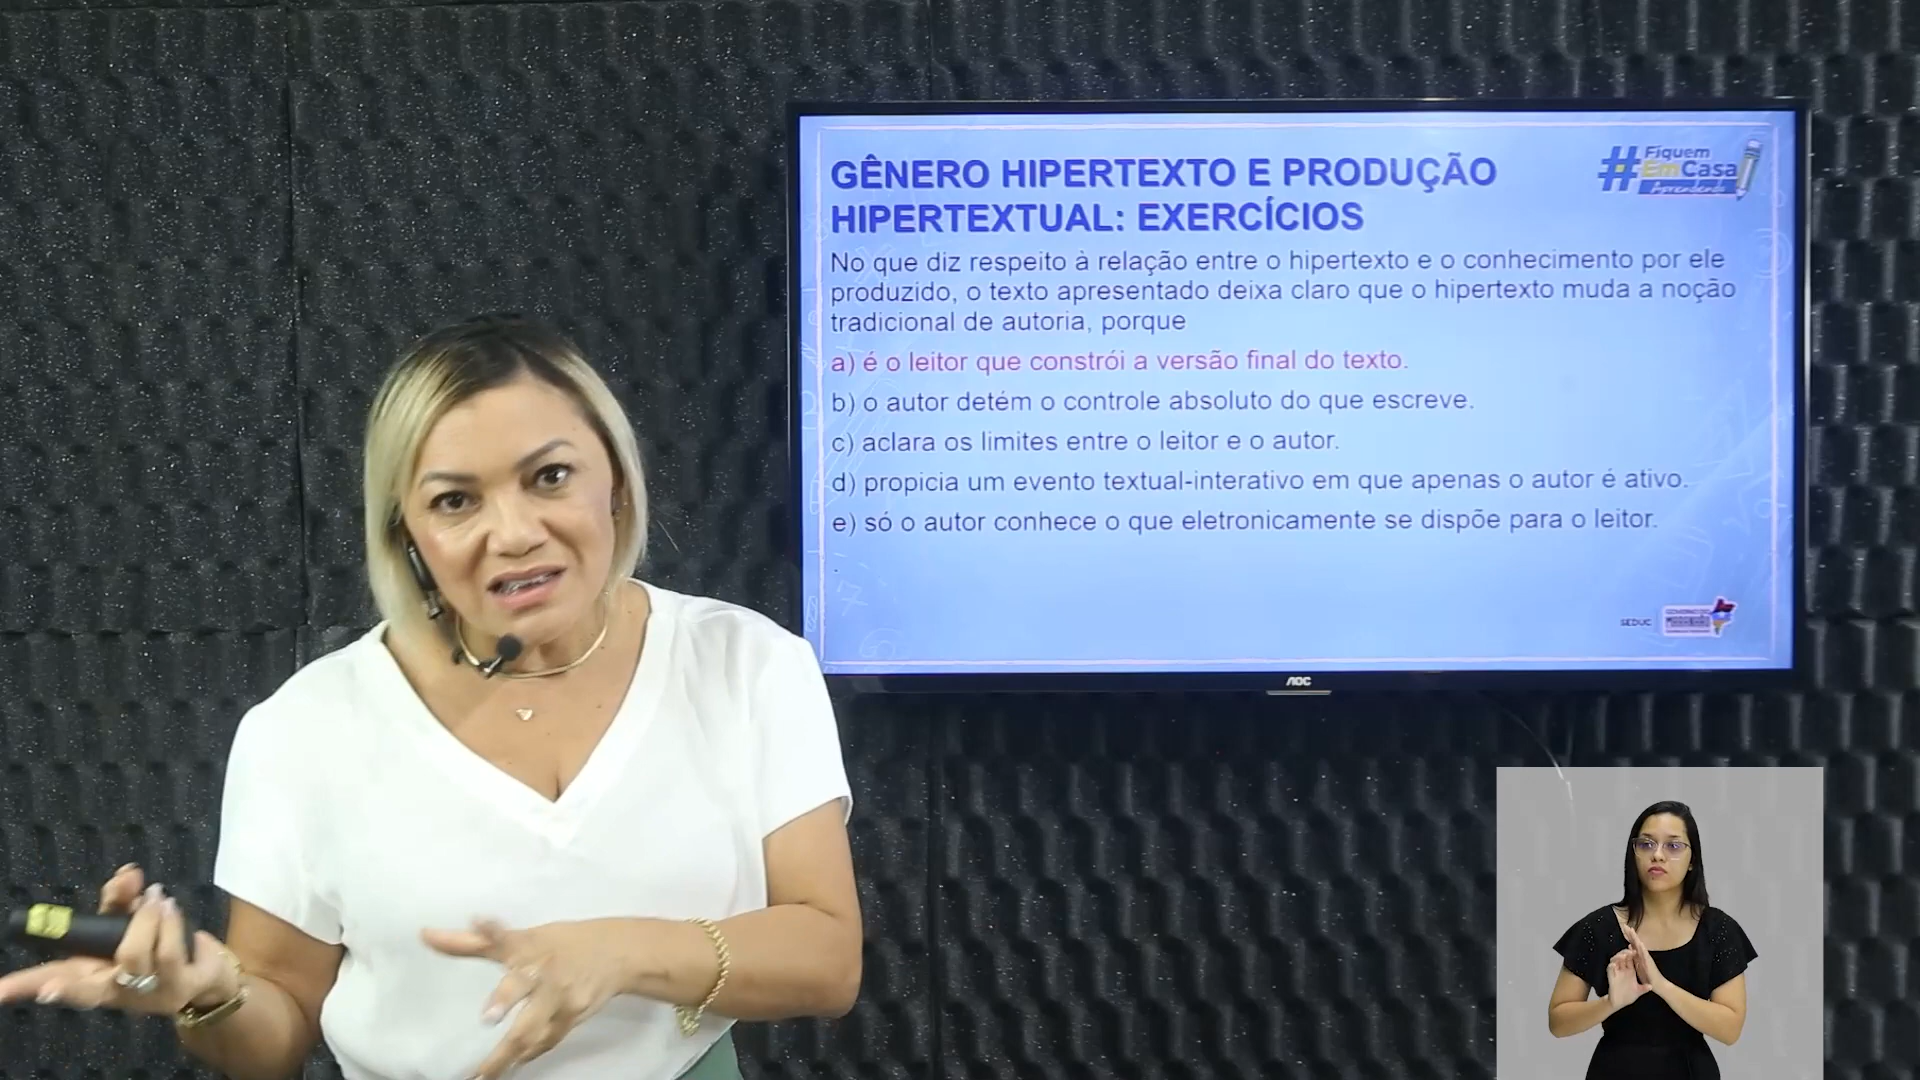 GÊNERO HIPERTEXTO E PRODUÇÃO
HIPERTEXTUAL: EXERCÍCIOS
#Fiquem
EmCasa
Aprendendo
No que diz respeito à relação entre o hipertexto e o conhecimento por ele
produzido, o texto apresentado deixa claro que o hipertexto muda a noção
tradicional de autoria, porque
a) é o leitor que constrói a versão final do texto.
b) o autor detém o controle absoluto do que escreve.
c) aclara os limites entre o leitor e o autor.
d) propicia um evento textual-interativo em que apenas o autor é ativo.
e) só o autor conhece o que eletronicamente se dispõe para o leitor.
SEDUC
AOC